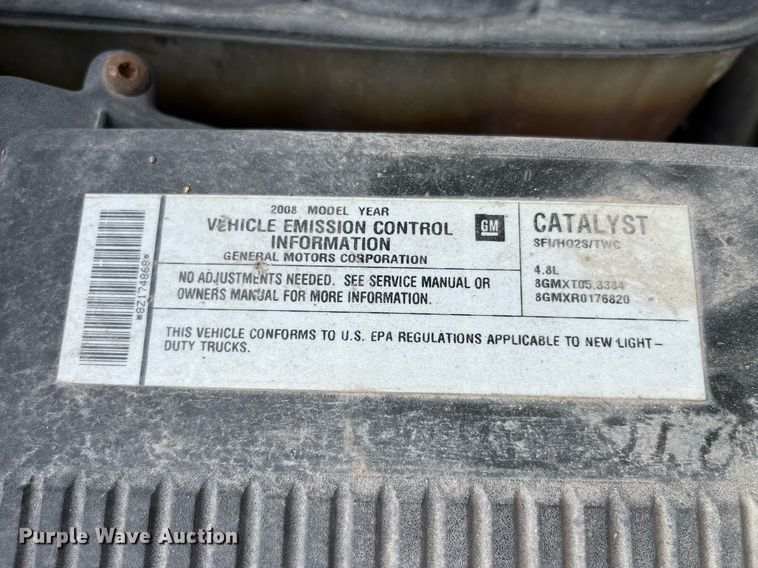 *8Z174868*
2008 MODEL YEAR
VEHICLE EMISSION CONTROL
INFORMATION
GENERAL MOTORS CORPORATION
GM
NO ADJUSTMENTS NEEDED. SEE SERVICE MANUAL OR
OWNERS MANUAL FOR MORE INFORMATION.
CATALYST
SFI/HO2S/TWC
4.8L
8GMXT05.3384
8GMXR0176820
THIS VEHICLE CONFORMS TO U.S. EPA REGULATIONS APPLICABLE TO NEW LIGHT-
DUTY TRUCKS.
Purple Wave Auction